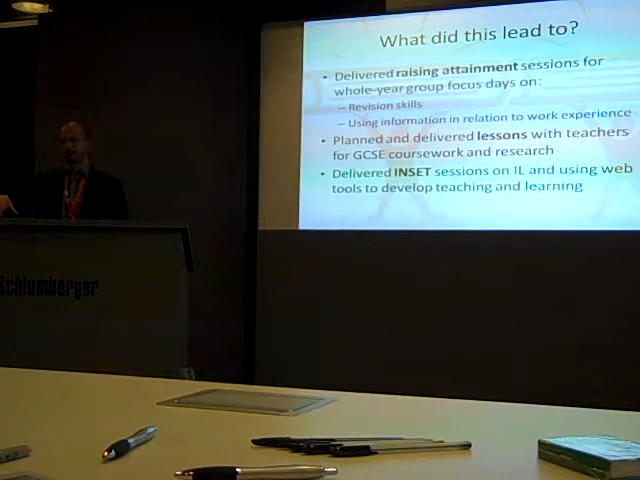 What did this lead to?
• Delivered raising attainment sessions for
whole-year group focus days on:
– Revision skills
– Using information in relation to work experience
• Planned and delivered lessons with teachers
for GCSE coursework and research
• Delivered INSET sessions on IL and using web
tools to develop teaching and learning
Schlumberger